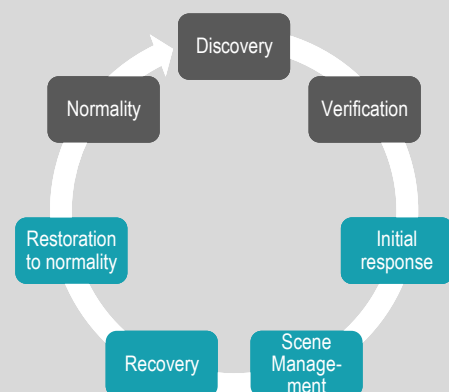 Discovery
Verification
Initial
response
Scene
Manage-
ment
Recovery
Restoration
to normality
Normality